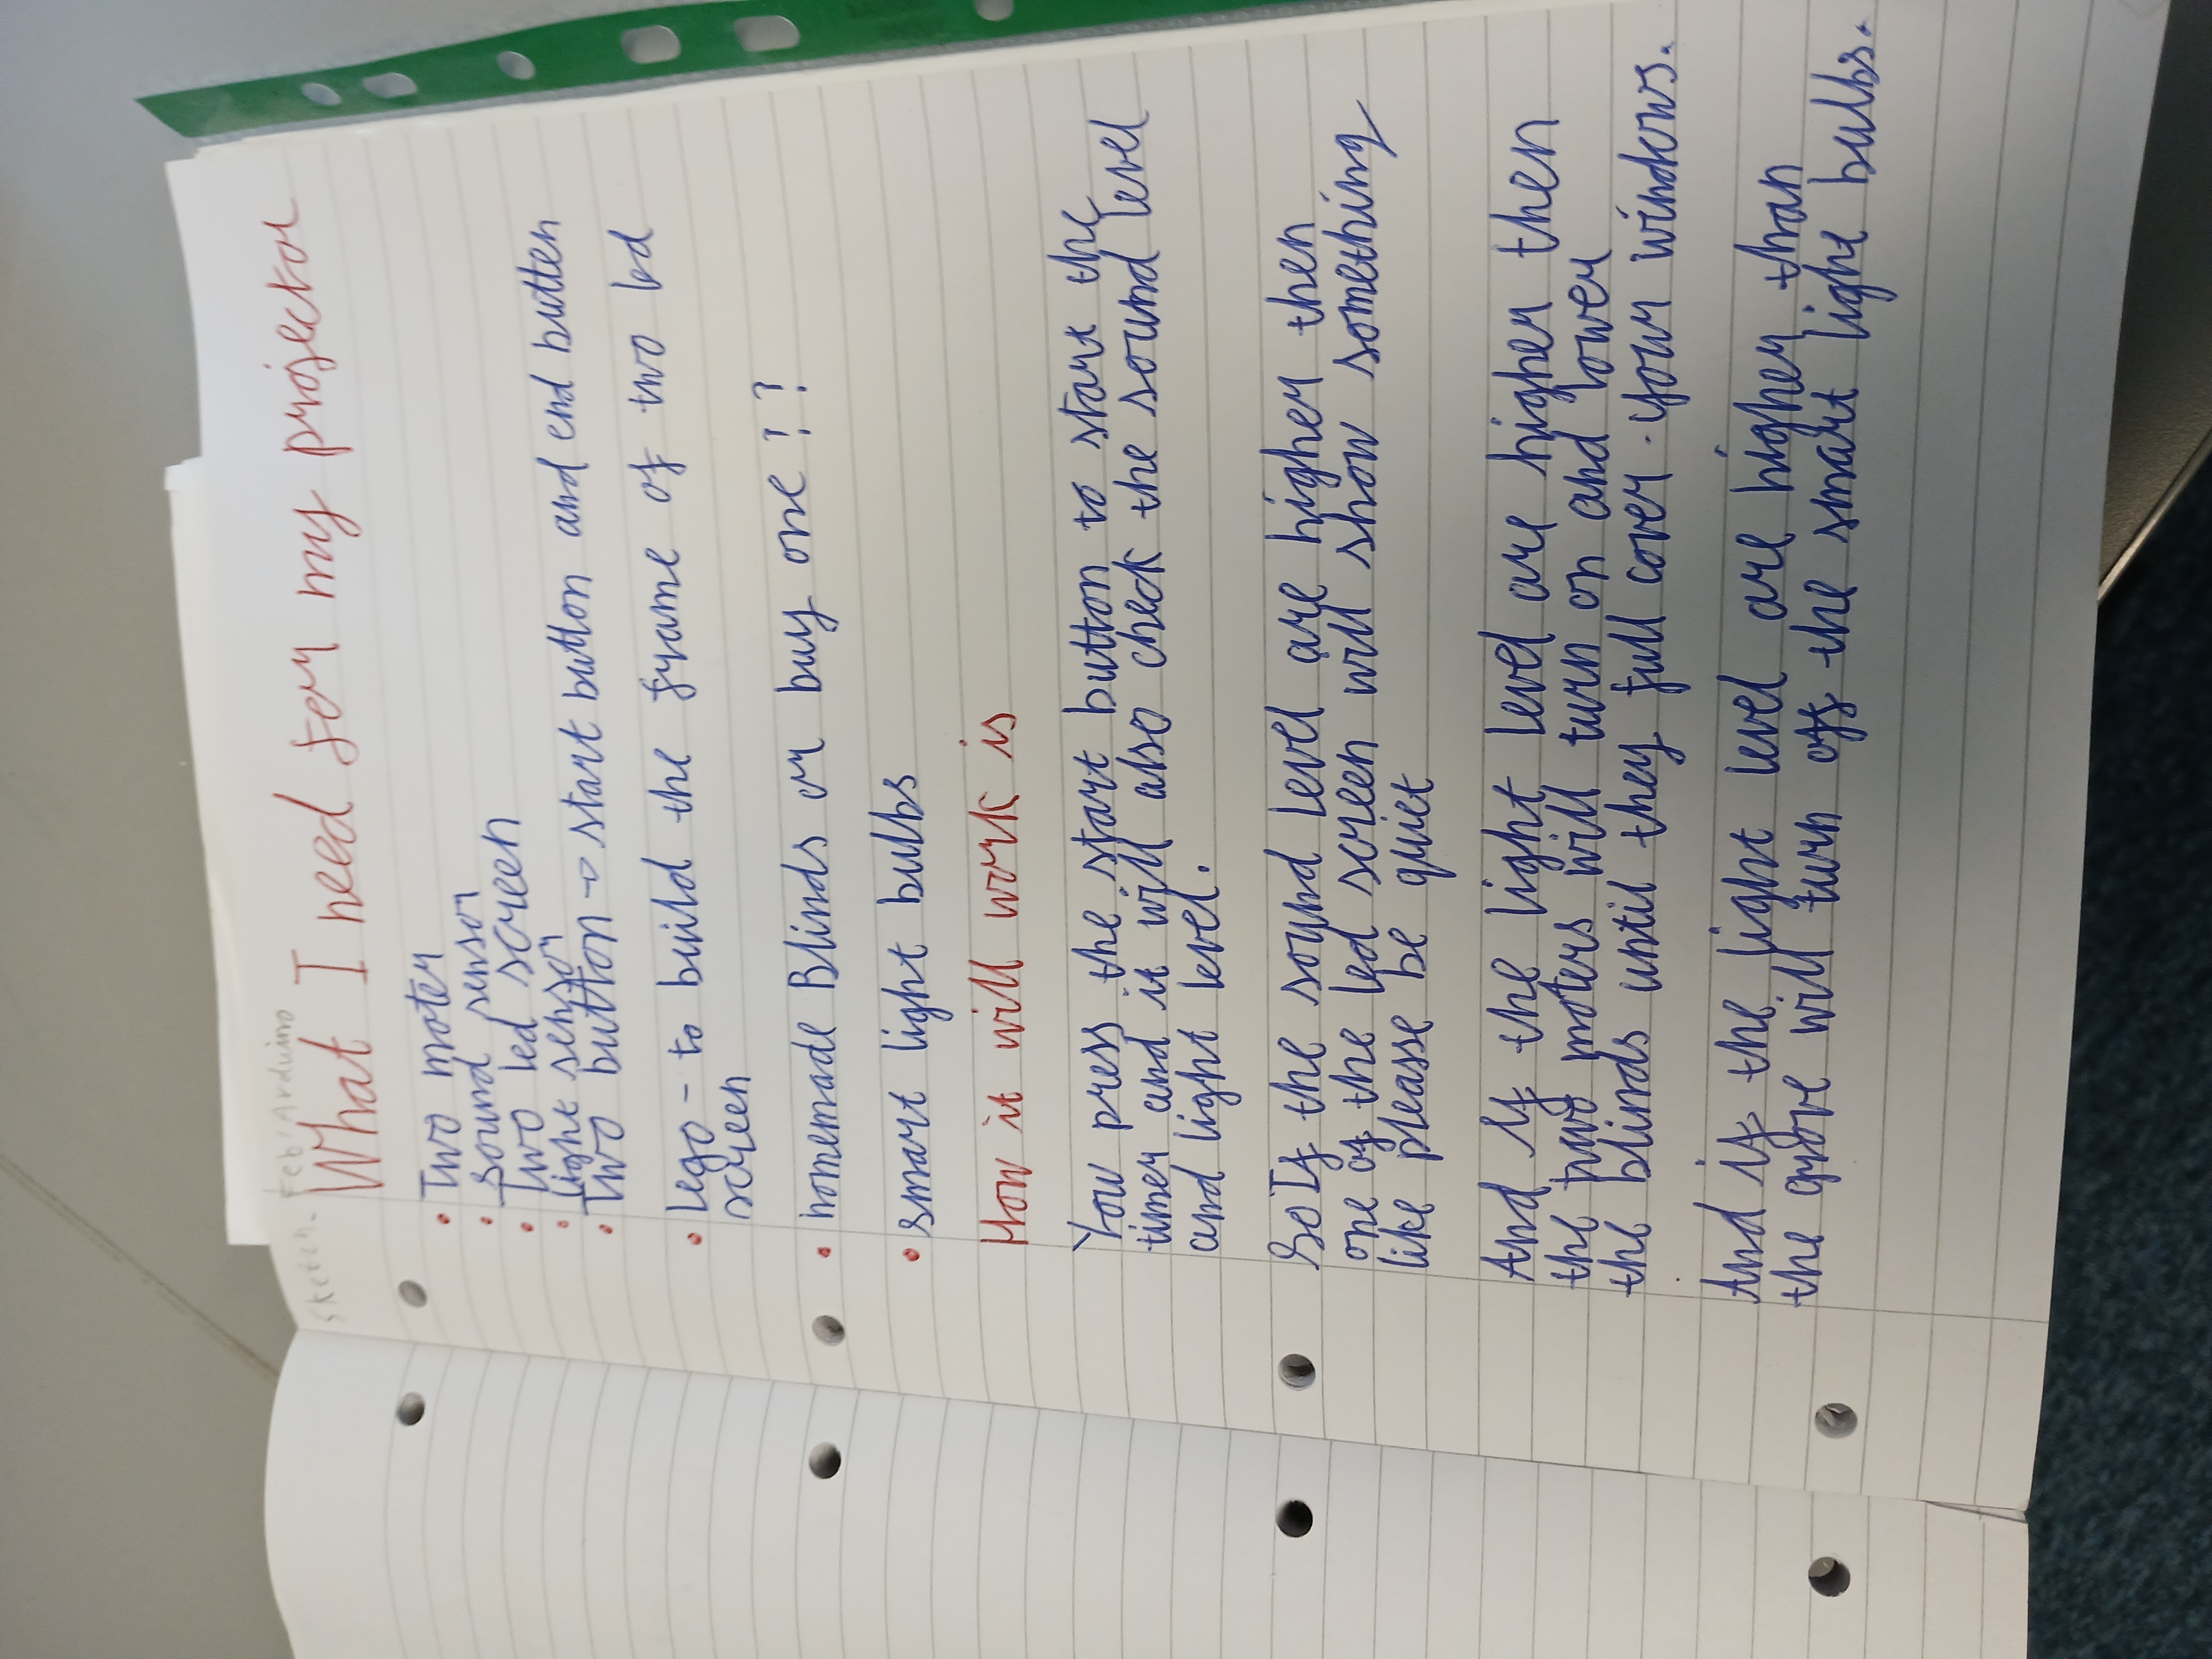 sketch. Feb Arduino
What I need for my projector
Two moter
sound sensor
Two led screen
light sensor
Two button → start button and end butten
Lego - to build the frame of two led
screen
homemade Blinds or buy one ??
smart light bulbs
How it will work is
You press the start button to start the
timer and it will also check the sound level
and light level.
So If the sound level are higher then
one of the led screen will show something
like pleasse be quiet
And If the light level are higher then
the two moters will turn on and lower
the blinds until they full cover your windows.
And if the light level are higher than
the grove will turn off the smart light bulbs.